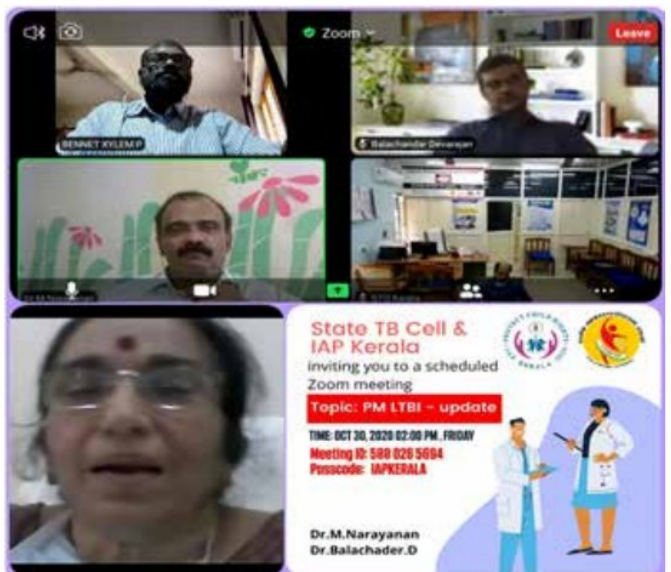 Zoom
Leave
BENNET XYLEM P
Balachandar Devarajan
State TB Cell &
IAP Kerala
inviting you to a scheduled
Zoom meeting
Topic: PM LTBI – update
TIME: OCT 30, 2020 02:00 PM, FRIDAY
Meeting ID: 580 026 5694
Passcode: IAPKERALA
Dr.M.Narayanan
Dr.Balachader.D